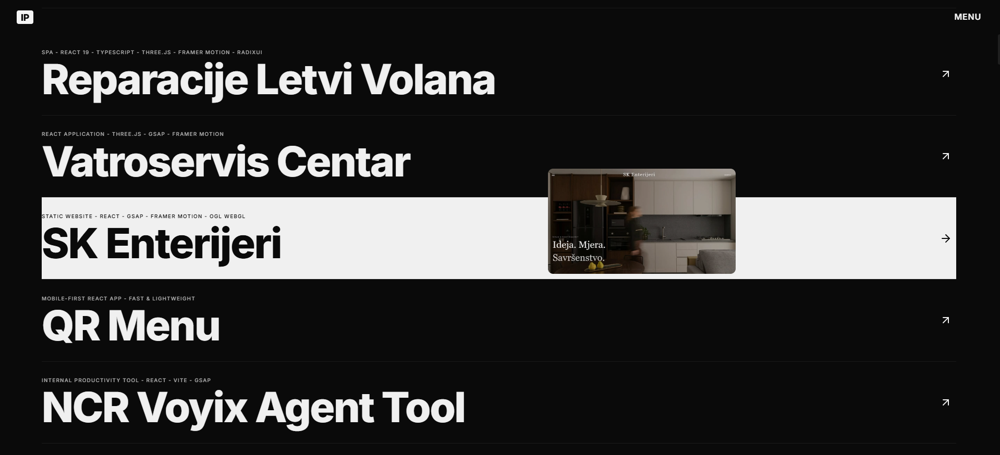 IP
MENU
SPA - REACT 19 - TYPESCRIPT - THREE.JS - FRAMER MOTION - RADIXUI
Reparacije Letvi Volana
REACT APPLICATION - THREE.JS - GSAP - FRAMER MOTION
Vatroservis Centar
SK Enterijeri
STATIC WEBSITE - REACT - GSAP - FRAMER MOTION - OGL WEBGL
SK Enterijeri
Ideja. Mjera.
Savršenstvo.
MOBILE-FIRST REACT APP - FAST & LIGHTWEIGHT
QR Menu
INTERNAL PRODUCTIVITY TOOL - REACT - VITE - GSAP
NCR Voyix Agent Tool